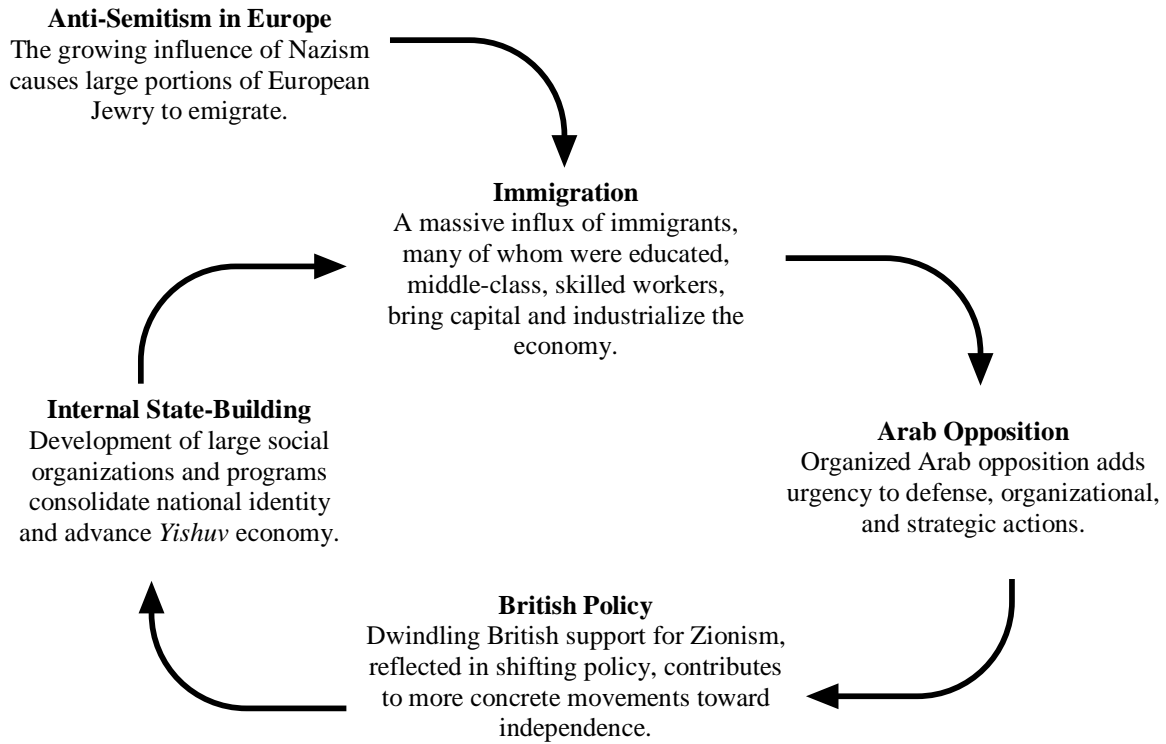 Anti-Semitism in Europe
The growing influence of Nazism
causes large portions of European
Jewry to emigrate.
Immigration
A massive influx of immigrants,
many of whom were educated,
middle-class, skilled workers,
bring capital and industrialize the
economy.
Arab Opposition
Organized Arab opposition adds
urgency to defense, organizational,
and strategic actions.
British Policy
Dwindling British support for Zionism,
reflected in shifting policy, contributes
to more concrete movements toward
independence.
Internal State-Building
Development of large social
organizations and programs
consolidate national identity
and advance Yishuv economy.